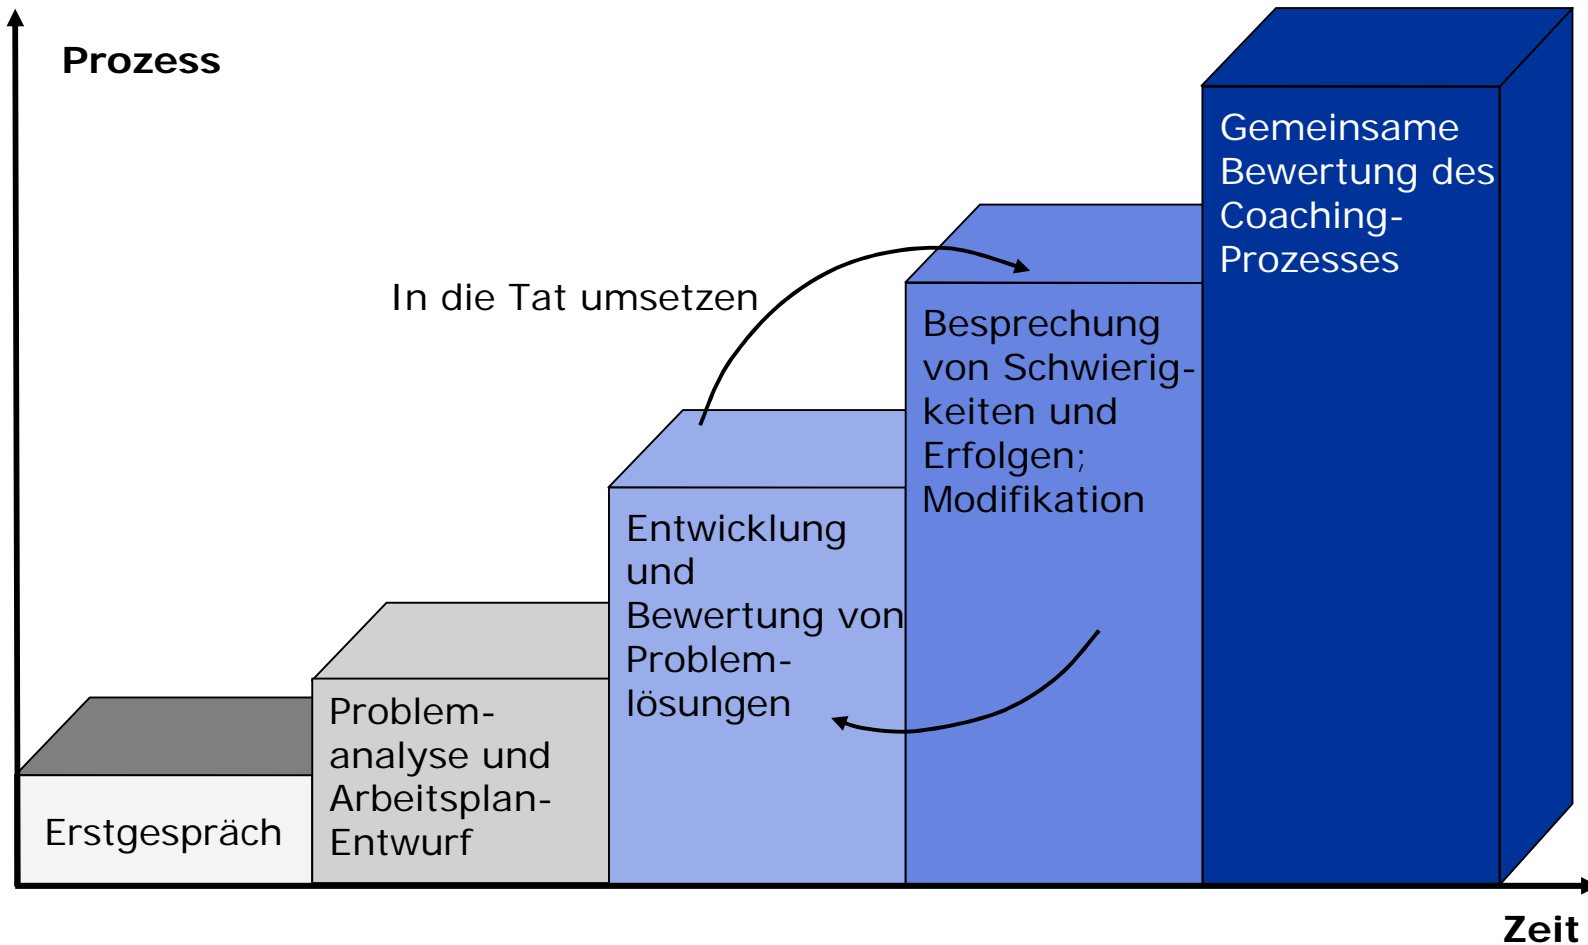 Prozess
Erstgespräch
Problem-
analyse und
Arbeitsplan-
Entwurf
In die Tat umsetzen
Entwicklung
und
Bewertung von
Problem-
lösungen
Besprechung
von Schwierig-
keiten und
Erfolgen;
Modifikation
Gemeinsame
Bewertung des
Coaching-
Prozesses
Zeit